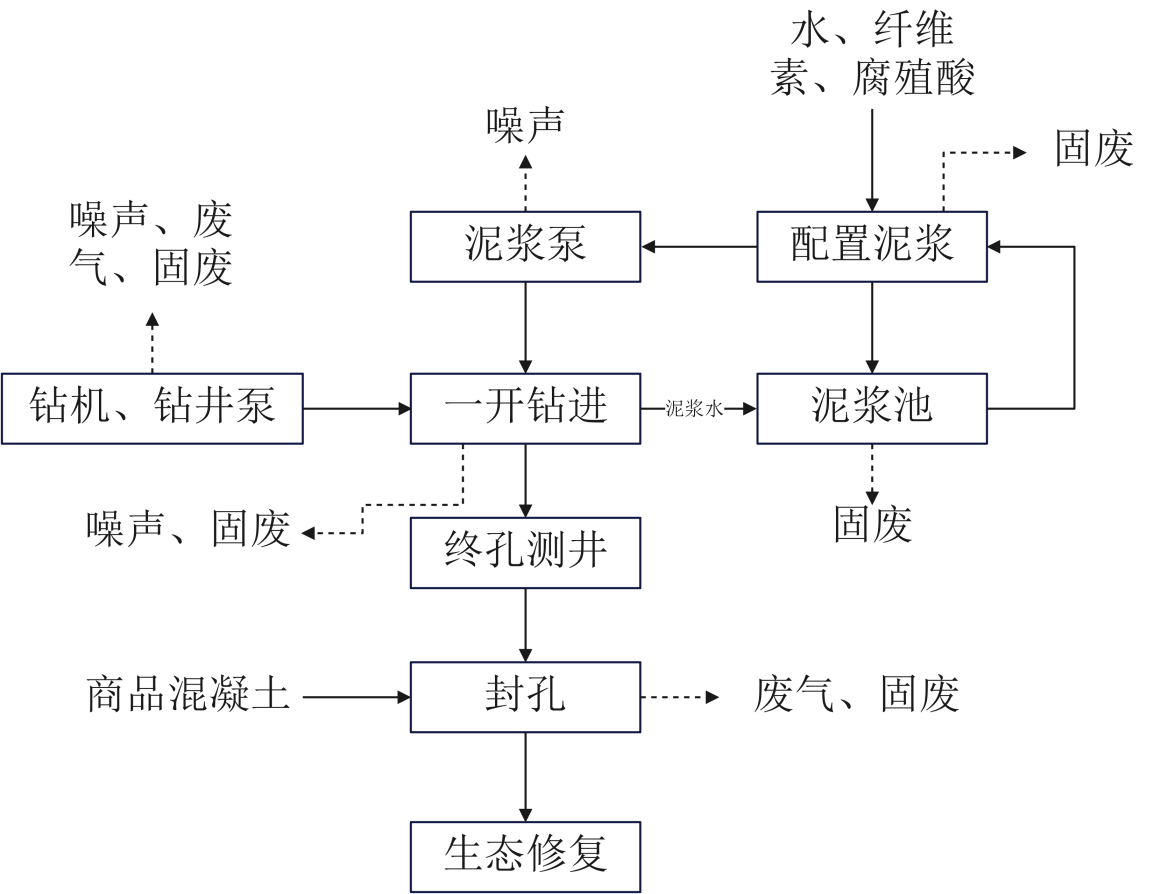 水、纤维
素、腐殖酸
噪声
固废
噪声、废
气、固废
泥浆泵
配置泥浆
钻机、钻井泵
一开钻进
泥浆水
泥浆池
噪声、固废
固废
终孔测井
商品混凝土
封孔
废气、固废
生态修复